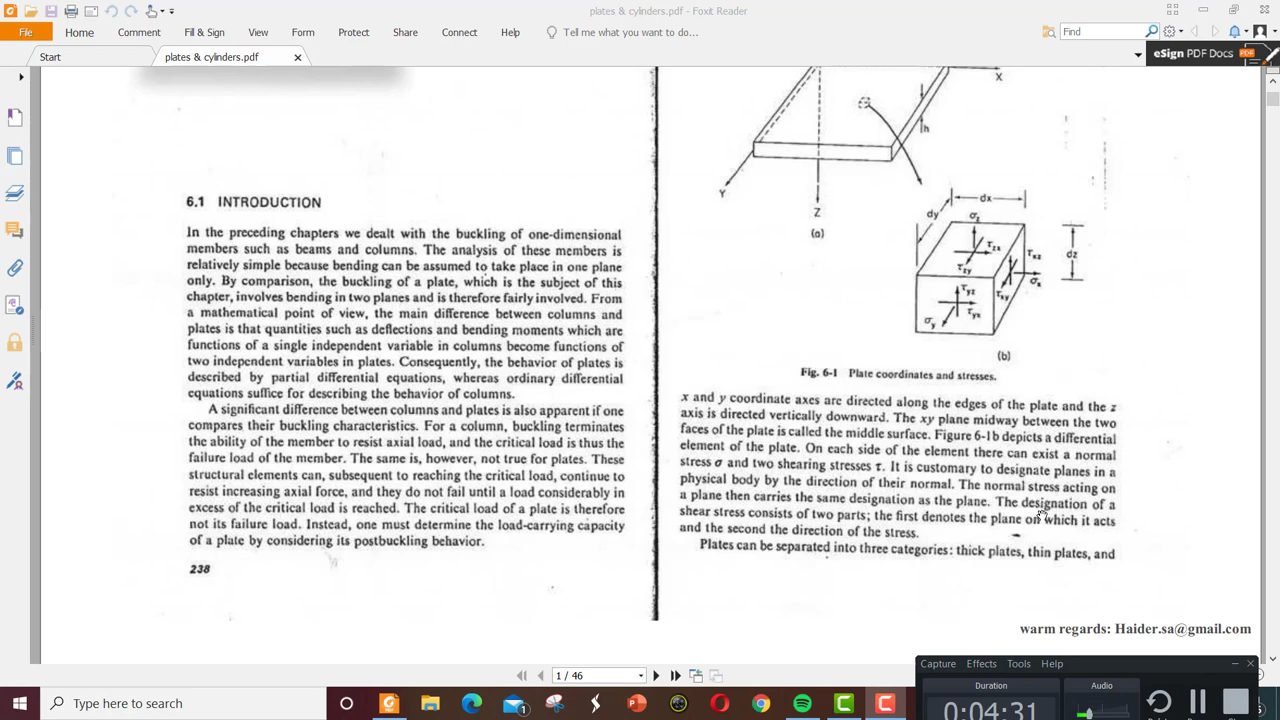 plates & cylinders.pdf - Foxit Reader
File Home Comment Fill & Sign View Form Protect Share Connect Help Tell me what you want to do... Find
Start plates & cylinders.pdf eSign PDF Docs
6.1 INTRODUCTION
In the preceding chapters we dealt with the buckling of one-dimensional
members such as beams and columns. The analysis of these members is
relatively simple because bending can be assumed to take place in one plane
only. By comparison, the buckling of a plate, which is the subject of this
chapter, involves bending in two planes and is therefore fairly involved. From
a mathematical point of view, the main difference between columns and
plates is that quantities such as deflections and bending moments which are
functions of a single independent variable in columns become functions of
two independent variables in plates. Consequently, the behavior of plates is
described by partial differential equations, whereas ordinary differential
equations suffice for describing the behavior of columns.
A significant difference between columns and plates is also apparent if one
compares their buckling characteristics. For a column, buckling terminates
the ability of the member to resist axial load, and the critical load is thus the
failure load of the member. The same is, however, not true for plates. These
structural elements can, subsequent to reaching the critical load, continue to
resist increasing axial force, and they do not fail until a load considerably in
excess of the critical load is reached. The critical load of a plate is therefore
not its failure load. Instead, one must determine the load-carrying capacity
of a plate by considering its postbuckling behavior.
238
X
h
Y
Z
(a)
dx
dy
σz
τzx
τxz
dz
τzy
σx
τxy
τyz
τyx
σy
(b)
Fig. 6-1 Plate coordinates and stresses.
x and y coordinate axes are directed along the edges of the plate and the z
axis is directed vertically downward. The xy plane midway between the two
faces of the plate is called the middle surface. Figure 6-1b depicts a differential
element of the plate. On each side of the element there can exist a normal
stress σ and two shearing stresses τ. It is customary to designate planes in a
physical body by the direction of their normal. The normal stress acting on
a plane then carries the same designation as the plane. The designation of a
shear stress consists of two parts; the first denotes the plane on which it acts
and the second the direction of the stress.
Plates can be separated into three categories: thick plates, thin plates, and
warm regards: Haider.sa@gmail.com
1 / 46
Capture Effects Tools Help
Duration Audio
0:04:31
Type here to search